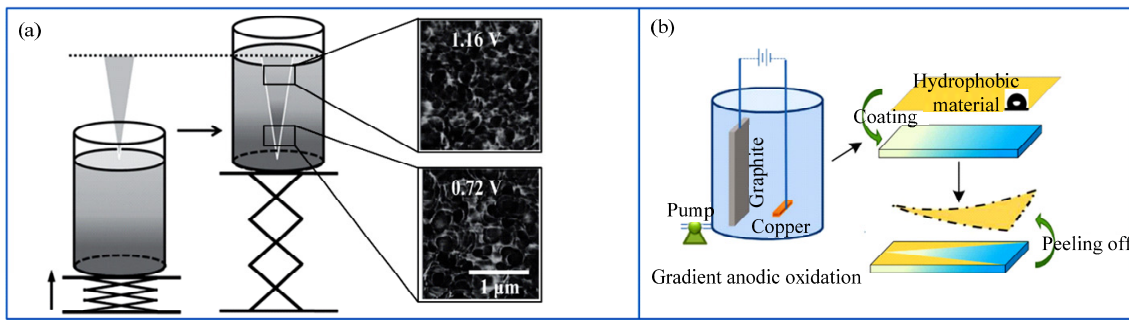 (a)
1.16 V
0.72 V
1 μm
(b)
Hydrophobic
material
Coating
Graphite
Pump
Copper
Peeling off
Gradient anodic oxidation